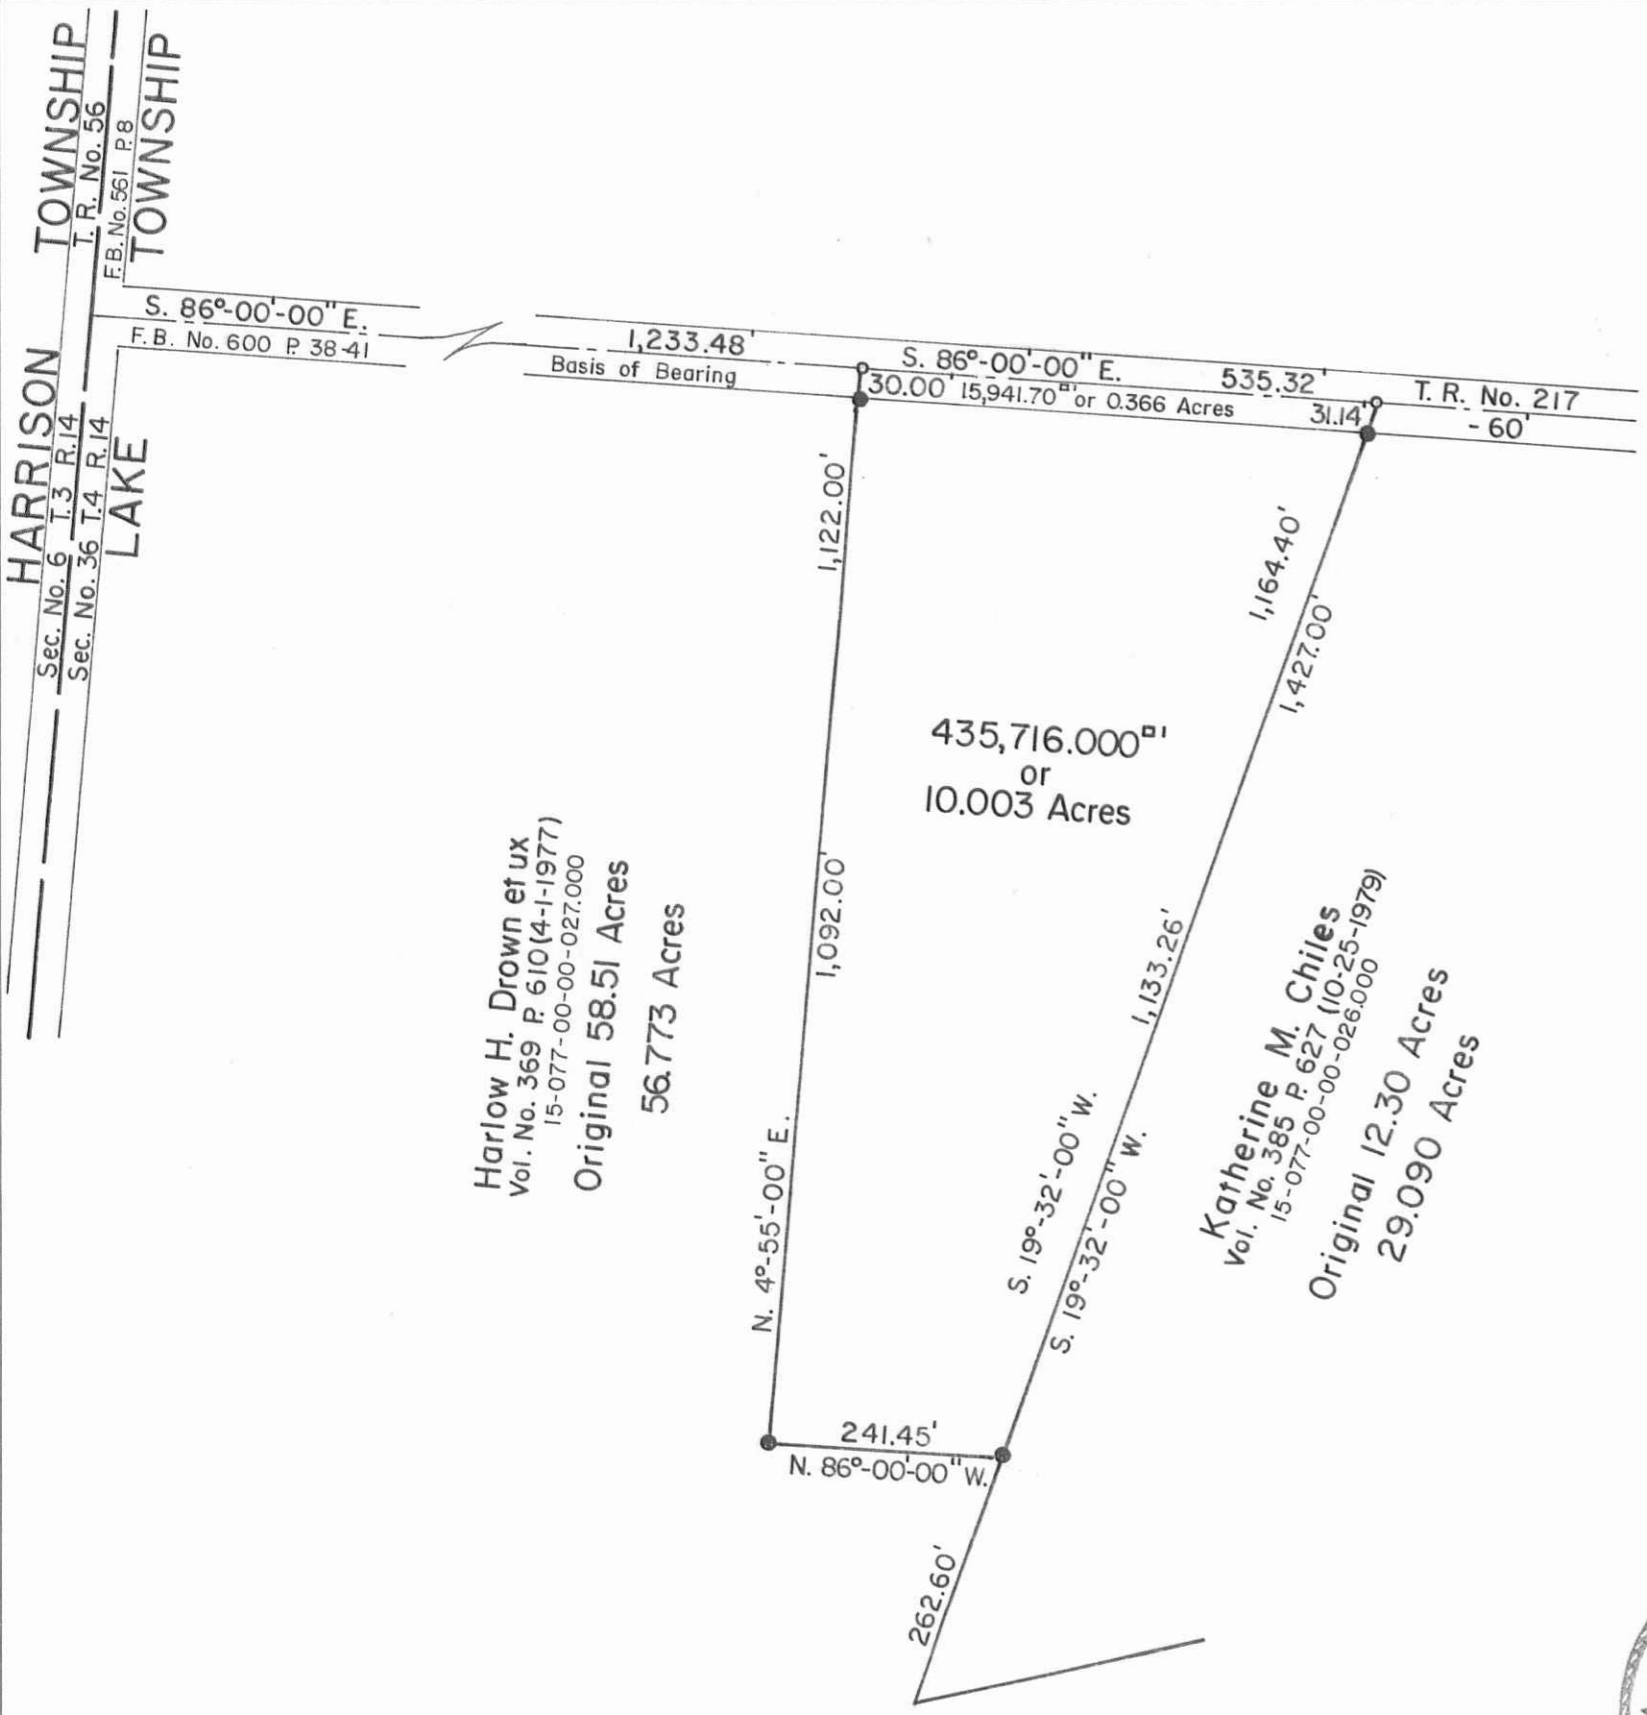 HARRISON TOWNSHIP
T. R. No. 56
F.B. No. 561 P. 8
LAKE TOWNSHIP
Sec. No. 6 T.3 R.14
Sec. No. 36 T.4 R.14
S. 86°-00'-00" E.
F.B. No. 600 P. 38-41
1,233.48'
Basis of Bearing
S. 86°-00'-00" E.
535.32'
T. R. No. 217
30.00'
15,941.70□' or 0.366 Acres
31.14'
- 60'
1,122.00'
1,164.40'
1,427.00'
435,716.000□'
or
10.003 Acres
1,092.00'
1,133.26'
Harlow H. Drown et ux
Vol. No. 369 P. 610 (4-1-1977)
15-077-00-00-027.000
Original 58.51 Acres
56.773 Acres
Katherine M. Chiles
Vol. No. 385 P. 627 (10-25-1979)
15-077-00-00-026.000
Original 12.30 Acres
29.090 Acres
N. 4°-55'-00" E.
S. 19°-32'-00" W.
S. 19°-32'-00" W.
241.45'
N. 86°-00'-00" W.
262.60'